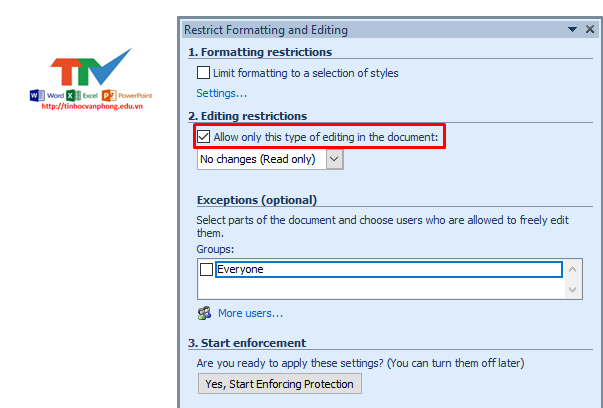 TTV
Word Excel PowerPoint
http://tinhocvanphong.edu.vn
Restrict Formatting and Editing
1. Formatting restrictions
Limit formatting to a selection of styles
Settings...
2. Editing restrictions
Allow only this type of editing in the document:
No changes (Read only)
Exceptions (optional)
Select parts of the document and choose users who are allowed to freely edit
them.
Groups:
Everyone
More users...
3. Start enforcement
Are you ready to apply these settings? (You can turn them off later)
Yes, Start Enforcing Protection